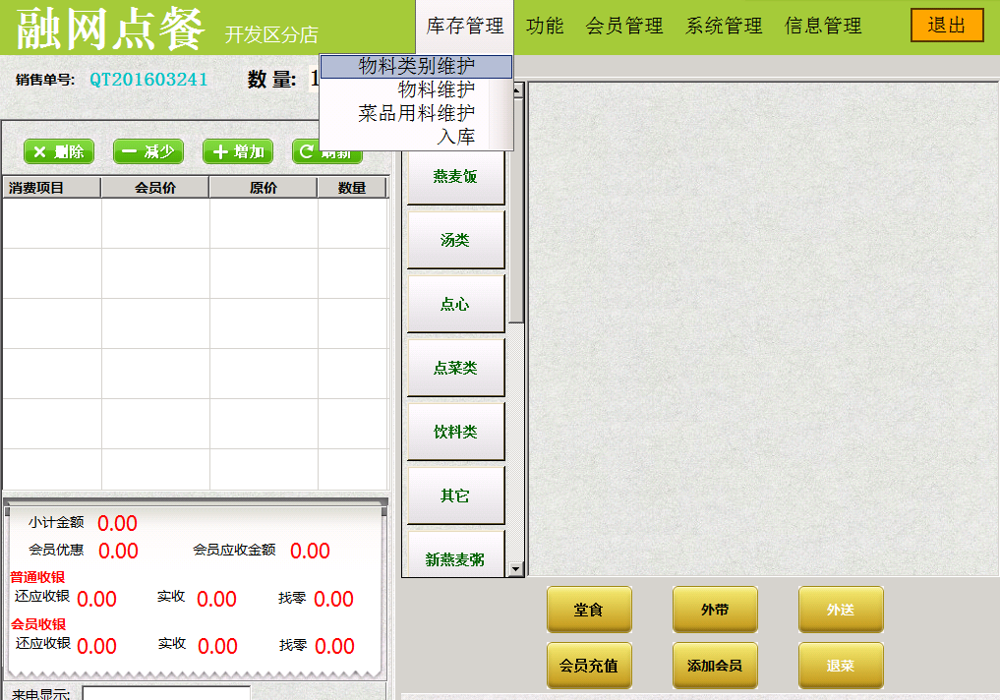 融网点餐 开发区分店 库存管理 功能 会员管理 系统管理 信息管理 退出
销售单号: QT201603241 数 量: 1
物料类别维护
物料维护
菜品用料维护
入库
删除 减少 增加 刷新
消费项目 会员价 原价 数量
燕麦饭
汤类
点心
点菜类
饮料类
其它
新燕麦粥
小计金额 0.00
会员优惠 0.00 会员应收金额 0.00
普通收银
还应收银 0.00 实收 0.00 找零 0.00
会员收银
还应收银 0.00 实收 0.00 找零 0.00
来电显示:
堂食 外带 外送
会员充值 添加会员 退菜